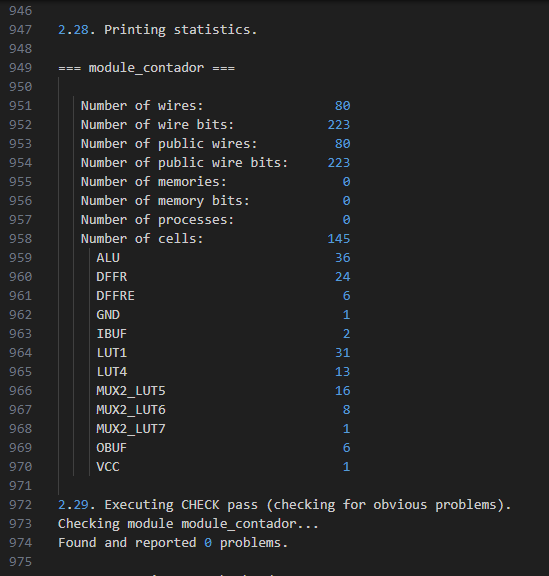 946
947 2.28. Printing statistics.
948
949 === module_contador ===
950
951 Number of wires: 80
952 Number of wire bits: 223
953 Number of public wires: 80
954 Number of public wire bits: 223
955 Number of memories: 0
956 Number of memory bits: 0
957 Number of processes: 0
958 Number of cells: 145
959 ALU 36
960 DFFR 24
961 DFFRE 6
962 GND 1
963 IBUF 2
964 LUT1 31
965 LUT4 13
966 MUX2_LUT5 16
967 MUX2_LUT6 8
968 MUX2_LUT7 1
969 OBUF 6
970 VCC 1
971
972 2.29. Executing CHECK pass (checking for obvious problems).
973 Checking module module_contador...
974 Found and reported 0 problems.
975